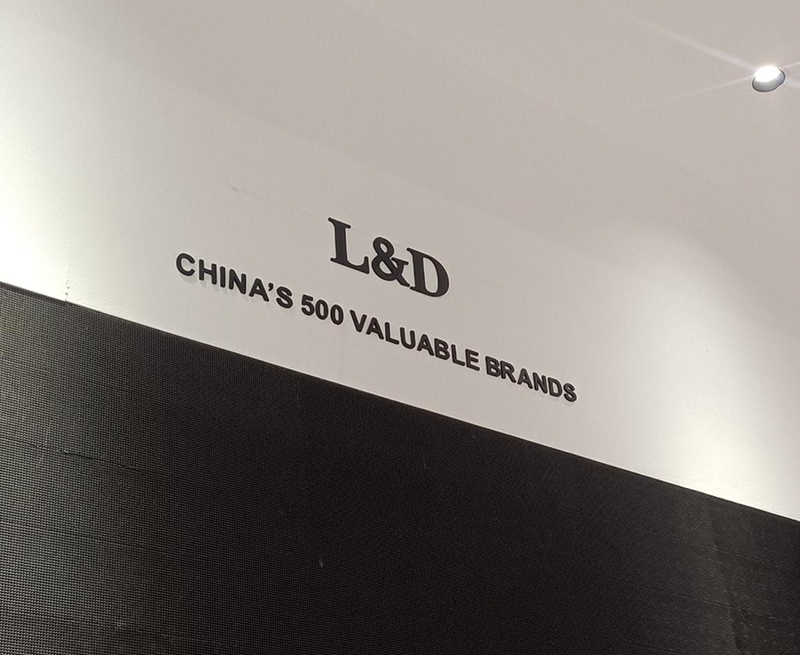 L&D
CHINA'S 500 VALUABLE BRANDS